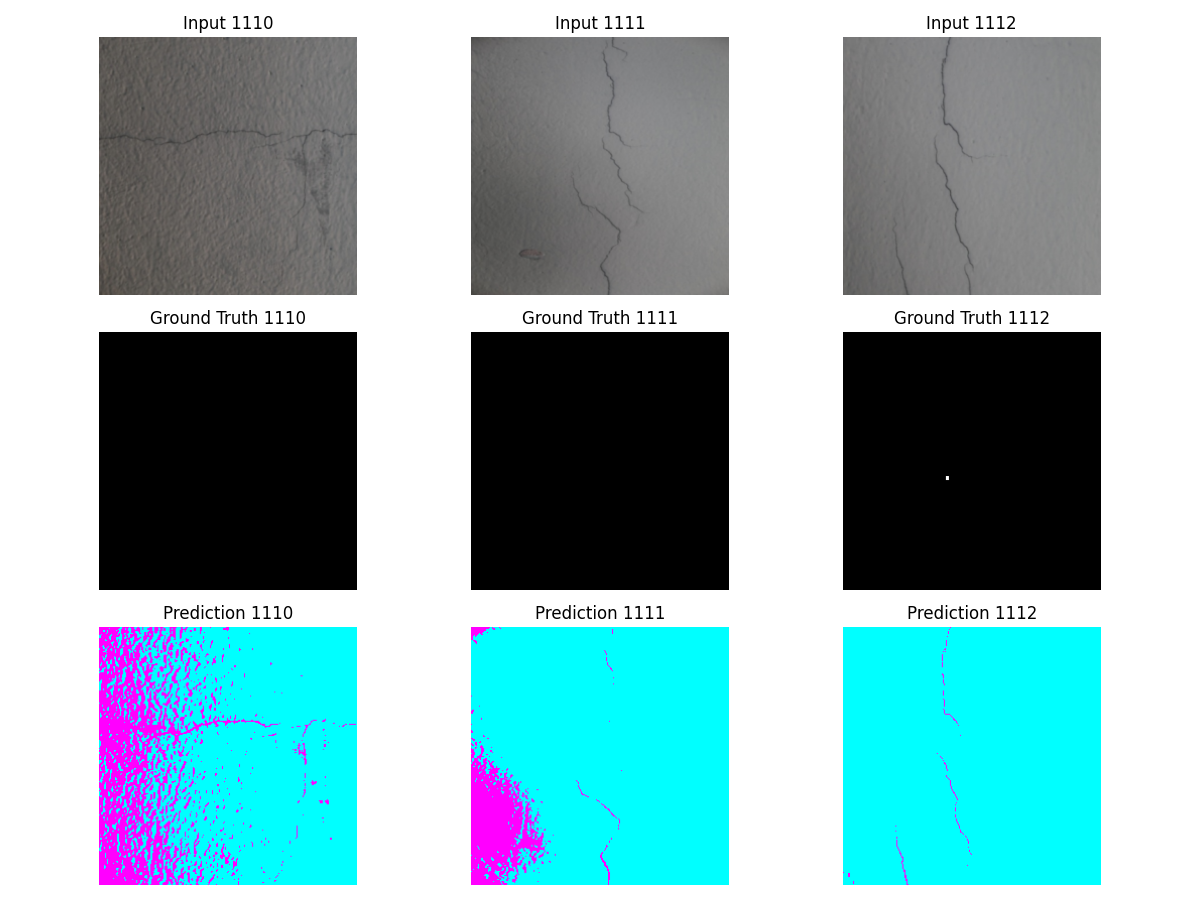 Input 1110
Input 1111
Input 1112
Ground Truth 1110
Ground Truth 1111
Ground Truth 1112
Prediction 1110
Prediction 1111
Prediction 1112